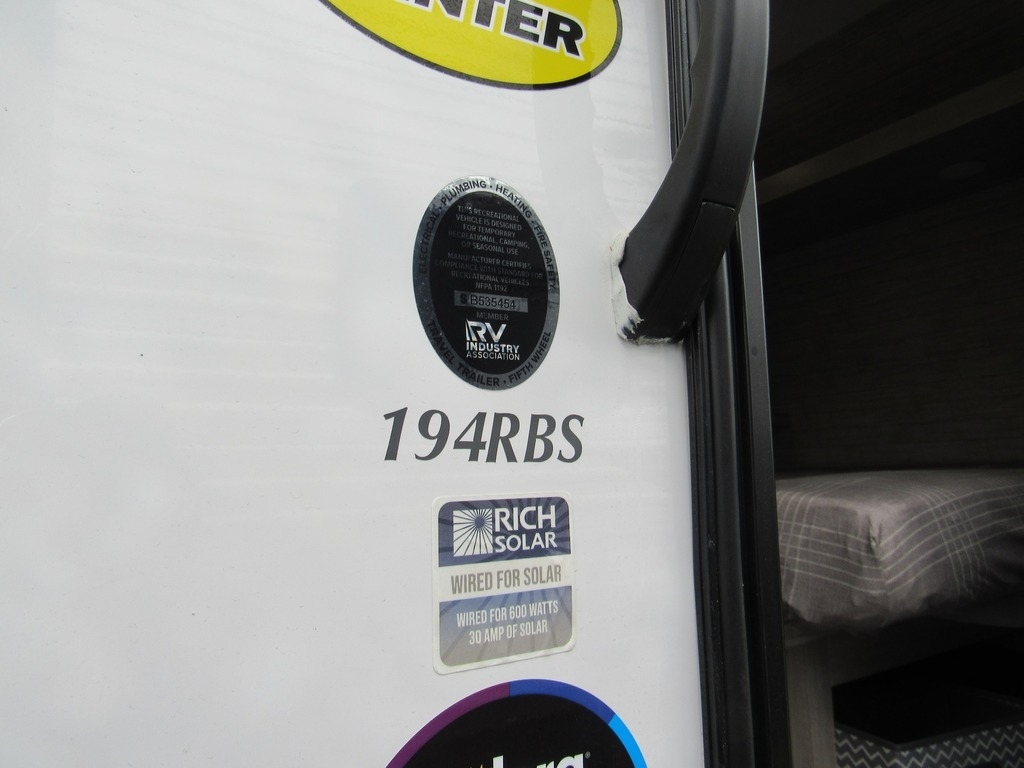 NTER
ELECTRICAL • PLUMBING • HEATING • FIRE SAFETY
THIS RECREATIONAL
VEHICLE IS DESIGNED
FOR TEMPORARY
RECREATIONAL, CAMPING,
OR SEASONAL USE
MANUFACTURER CERTIFIES
COMPLIANCE WITH STANDARD FOR
RECREATIONAL VEHICLES
NFPA 1192
$B535454
MEMBER
RV
INDUSTRY
ASSOCIATION
TRAVEL TRAILER • FIFTH WHEEL
194RBS
RICH
SOLAR
WIRED FOR SOLAR
WIRED FOR 600 WATTS
30 AMP OF SOLAR